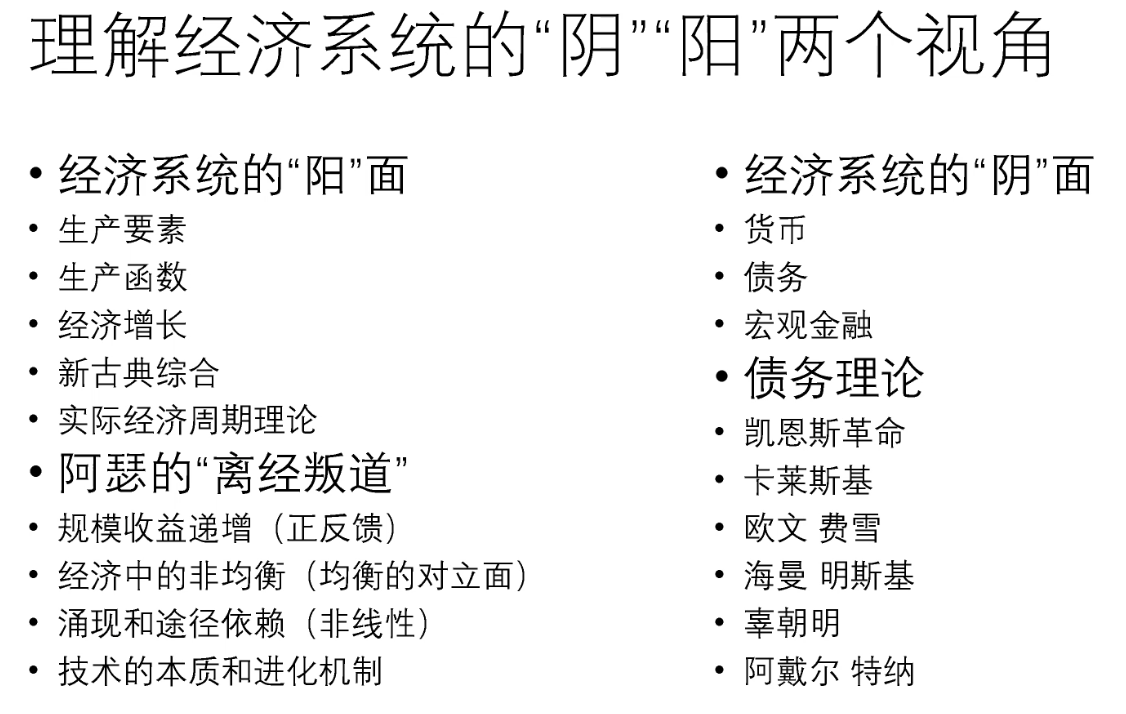 理解经济系统的“阴”“阳”两个视角
• 经济系统的“阳”面
• 生产要素
• 生产函数
• 经济增长
• 新古典综合
• 实际经济周期理论
• 阿瑟的“离经叛道”
• 规模收益递增（正反馈）
• 经济中的非均衡（均衡的对立面）
• 涌现和途径依赖（非线性）
• 技术的本质和进化机制
• 经济系统的“阴”面
• 货币
• 债务
• 宏观金融
• 债务理论
• 凯恩斯革命
• 卡莱斯基
• 欧文 费雪
• 海曼 明斯基
• 辜朝明
• 阿戴尔 特纳